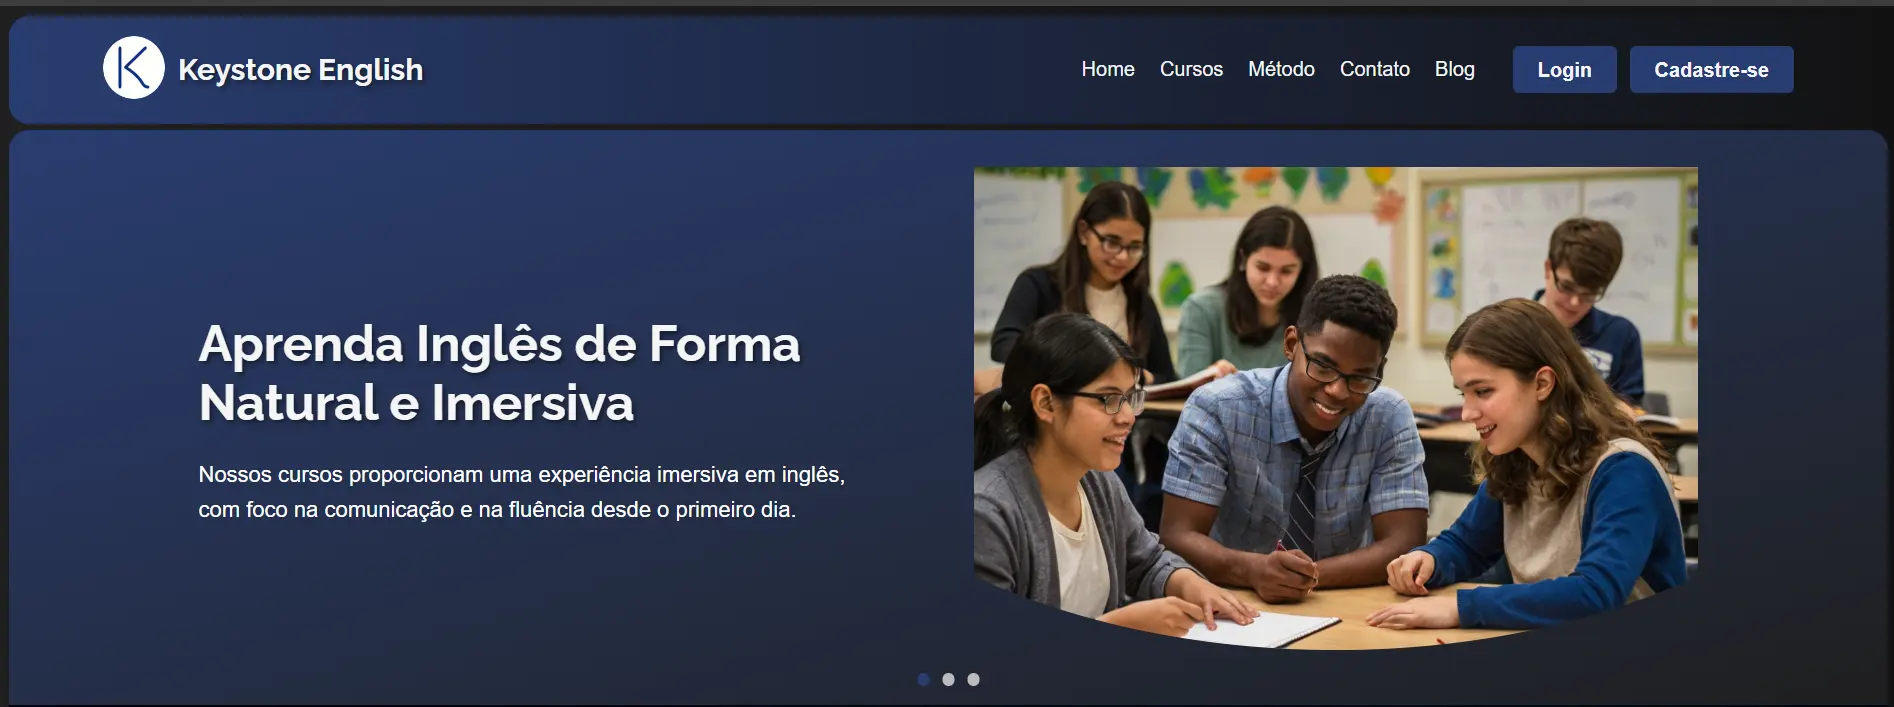 K Keystone English
Home Cursos Método Contato Blog Login Cadastre-se
Aprenda Inglês de Forma
Natural e Imersiva
Nossos cursos proporcionam uma experiência imersiva em inglês,
com foco na comunicação e na fluência desde o primeiro dia.